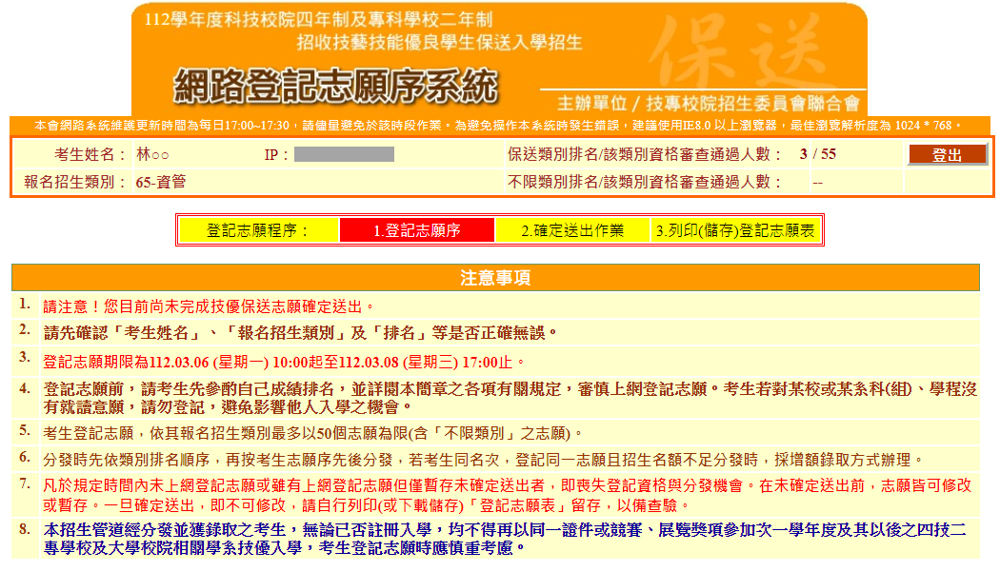 112學年度科技校院四年制及專科學校二年制
招收技藝技能優良學生保送入學招生
保送
網路登記志願序系統
主辦單位 / 技專校院招生委員會聯合會
本會網路系統維護更新時間為每日17:00~17:30，請儘量避免於該時段作業。為避免操作本系統時發生錯誤，建議使用IE8.0 以上瀏覽器，最佳瀏覽解析度為 1024 * 768。
考生姓名： 林○○ IP： 保送類別排名/該類別資格審查通過人數： 3 / 55 登出
報名招生類別： 65-資管 不限類別排名/該類別資格審查通過人數： --
登記志願程序： 1.登記志願序 2.確定送出作業 3.列印(儲存)登記志願表
注意事項
1. 請注意！您目前尚未完成技優保送志願確定送出。
2. 請先確認「考生姓名」、「報名招生類別」及「排名」等是否正確無誤。
3. 登記志願期限為112.03.06 (星期一) 10:00起至112.03.08 (星期三) 17:00止。
4. 登記志願前，請考生先參酌自己成績排名，並詳閱本簡章之各項有關規定，審慎上網登記志願。考生若對某校或某系科(組)、學程沒
有就讀意願，請勿登記，避免影響他人入學之機會。
5. 考生登記志願，依其報名招生類別最多以50個志願為限(含「不限類別」之志願)。
6. 分發時先依類別排名順序，再按考生志願序先後分發，若考生同名次，登記同一志願且招生名額不足分發時，採增額錄取方式辦理。
7. 凡於規定時間內未上網登記志願或雖有上網登記志願但僅暫存未確定送出者，即喪失登記資格與分發機會。在未確定送出前，志願皆可修改
或暫存。一旦確定送出，即不可修改，請自行列印(或下載儲存)「登記志願表」留存，以備查驗。
8. 本招生管道經分發並獲錄取之考生，無論已否註冊入學，均不得再以同一證件或競賽、展覽獎項參加次一學年度及其以後之四技二
專學校及大學校院相關學系技優入學，考生登記志願時應慎重考慮。